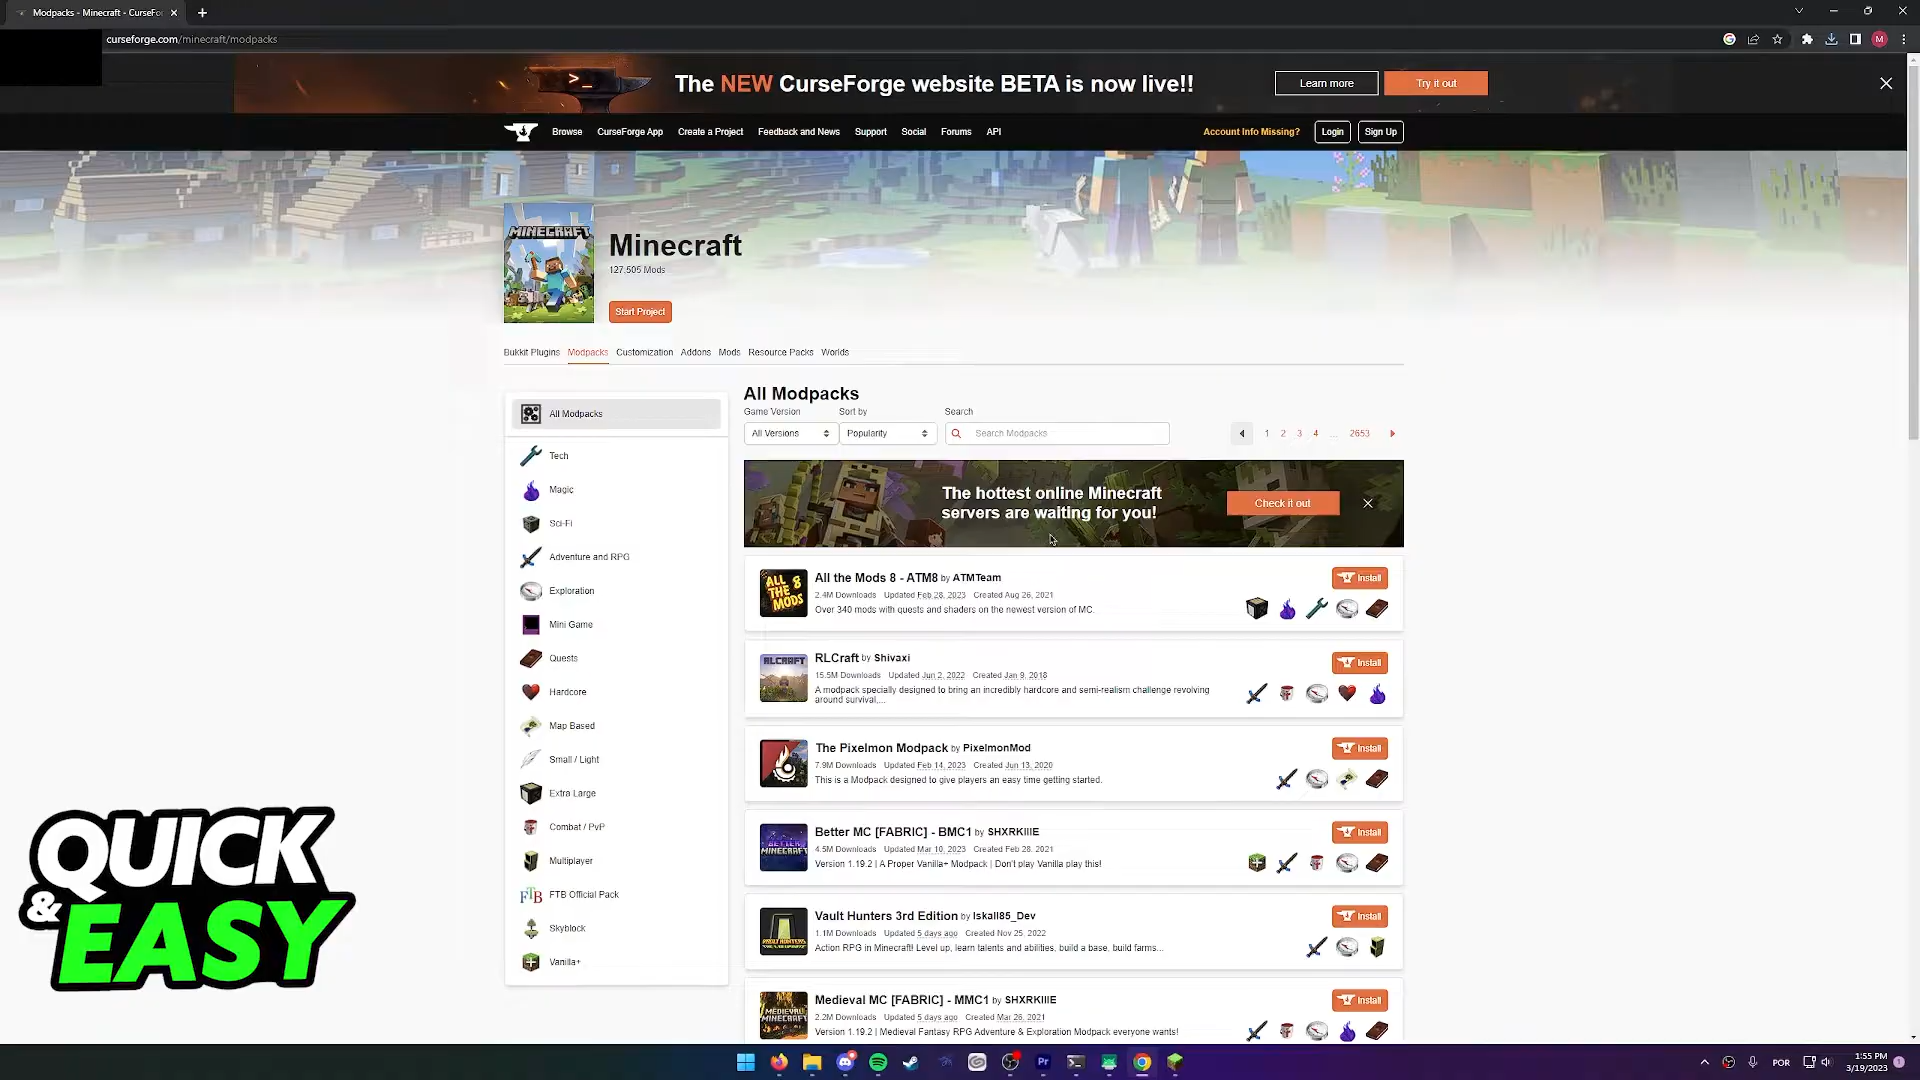 Modpacks - Minecraft - CurseFo
curseforge.com/minecraft/modpacks
M
The NEW CurseForge website BETA is now live!!
Learn more
Try it out
Browse
CurseForge App
Create a Project
Feedback and News
Support
Social
Forums
API
Account Info Missing?
Login
Sign Up
MINECRAFT
Minecraft
127,505 Mods
Start Project
Bukkit Plugins
Modpacks
Customization
Addons
Mods
Resource Packs
Worlds
All Modpacks
Tech
Magic
Sci-Fi
Adventure and RPG
Exploration
Mini Game
Quests
Hardcore
Map Based
Small / Light
Extra Large
Combat / PvP
Multiplayer
FTB FTB Official Pack
Skyblock
Vanilla+
All Modpacks
Game Version
Sort by
Search
All Versions
Popularity
Search Modpacks
1 2 3 4 ... 2653
The hottest online Minecraft
servers are waiting for you!
Check it out
ALL THE MODS 8
All the Mods 8 - ATM8 by ATMTeam
2.4M Downloads Updated Feb 28, 2023 Created Aug 26, 2021
Over 340 mods with quests and shaders on the newest version of MC.
Install
RLCRAFT
RLCraft by Shivaxi
15.5M Downloads Updated Jun 2, 2022 Created Jan 9, 2018
A modpack specially designed to bring an incredibly hardcore and semi-realism challenge revolving
around survival,...
Install
The Pixelmon Modpack by PixelmonMod
7.9M Downloads Updated Feb 14, 2023 Created Jun 13, 2020
This is a Modpack designed to give players an easy time getting started.
Install
BETTER
MINECRAFT
Better MC [FABRIC] - BMC1 by SHXRKIIIE
4.5M Downloads Updated Mar 10, 2023 Created Feb 28, 2021
Version 1.19.2 | A Proper Vanilla+ Modpack | Don't play Vanilla play this!
Install
VAULT HUNTERS
Vault Hunters 3rd Edition by Iskall85_Dev
1.1M Downloads Updated 5 days ago Created Nov 25, 2022
Action RPG in Minecraft! Level up, learn talents and abilities, build a base, build farms...
Install
MEDIEVAL
MINECRAFT
Medieval MC [FABRIC] - MMC1 by SHXRKIIIE
2.2M Downloads Updated 5 days ago Created Mar 26, 2021
Version 1.19.2 | Medieval Fantasy RPG Adventure & Exploration Modpack everyone wants!
Install
QUICK
& EASY
Pr
POR
1:55 PM
3/19/2023
1